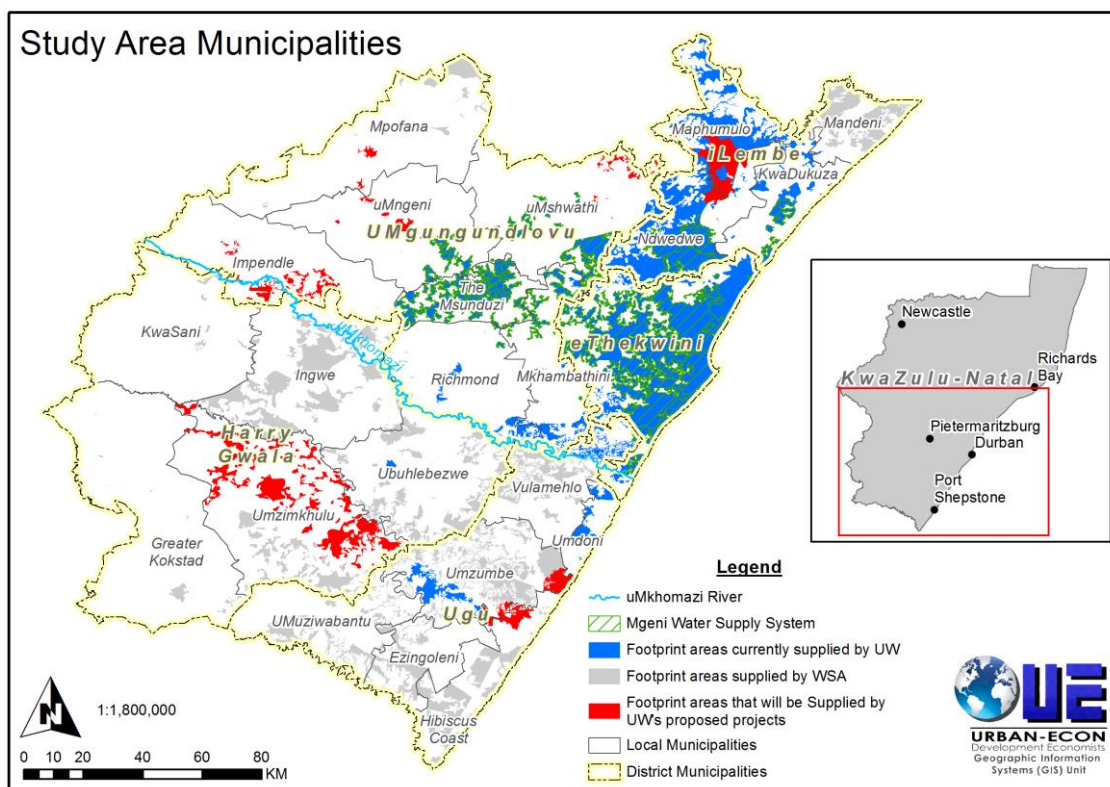 Study Area Municipalities
Mpofana
Maphumulo
Mandeni
iLembe
KwaDukuza
uMngeni
uMshwathi
UMgungundlovu
Ndwedwe
Impendle
The
Msunduzi
KwaSani
uMkhomazi
eThekwini
Ingwe
Richmond
Mkhambathini
Harry
Gwala
Ubuhlebezwe
Vulamehlo
Umzimkhulu
Greater
Kokstad
Umdoni
Umzumbe
Ugu
UMuziwabantu
Ezingoleni
Hibiscus
Coast
Newcastle
Richards
Bay
KwaZulu-Natal
Pietermaritzburg
Durban
Port
Shepstone
Legend
uMkhomazi River
Mgeni Water Supply System
Footprint areas currently supplied by UW
Footprint areas supplied by WSA
Footprint areas that will be Supplied by
UW's proposed projects
Local Municipalities
District Municipalities
N
1:1,800,000
0 10 20 40 60 80
KM
UE
URBAN-ECON
Development Economists
Geographic Information
Systems (GIS) Unit